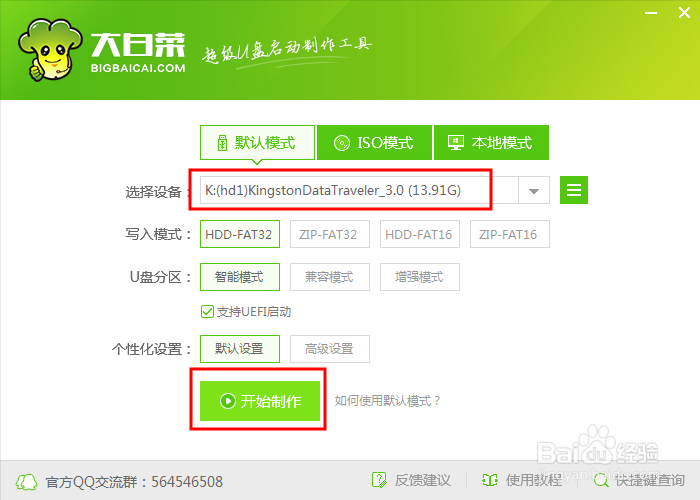 大白菜
BIGBAICAI.COM
超级U盘启动制作工具
默认模式 ISO模式 本地模式
选择设备： K:(hd1)KingstonDataTraveler_3.0 (13.91G)
写入模式： HDD-FAT32 ZIP-FAT32 HDD-FAT16 ZIP-FAT16
U盘分区： 智能模式 兼容模式 增强模式
支持UEFI启动
个性化设置： 默认设置 高级设置
开始制作 如何使用默认模式？
官方QQ交流群：564546508 反馈建议 使用教程 快捷键查询
Baidu经验
jingyan.baidu.com